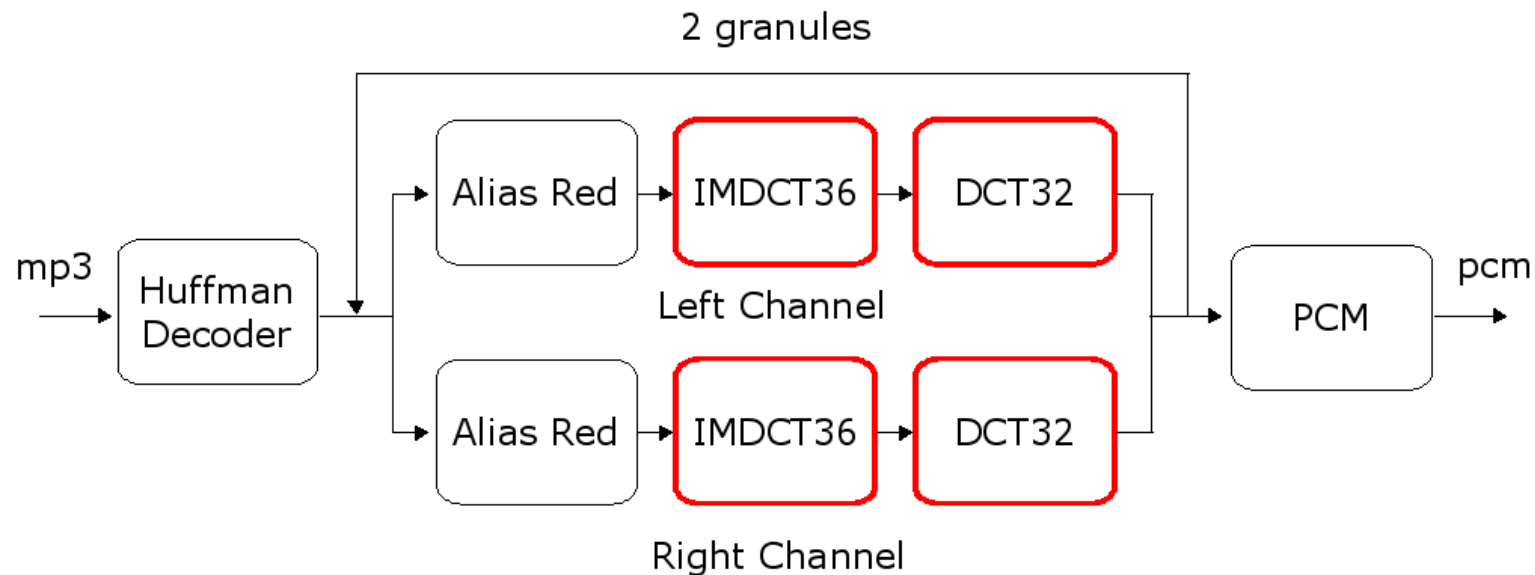 2 granules
Alias Red
IMDCT36
DCT32
mp3
Huffman
Decoder
Left Channel
PCM
pcm
Alias Red
IMDCT36
DCT32
Right Channel